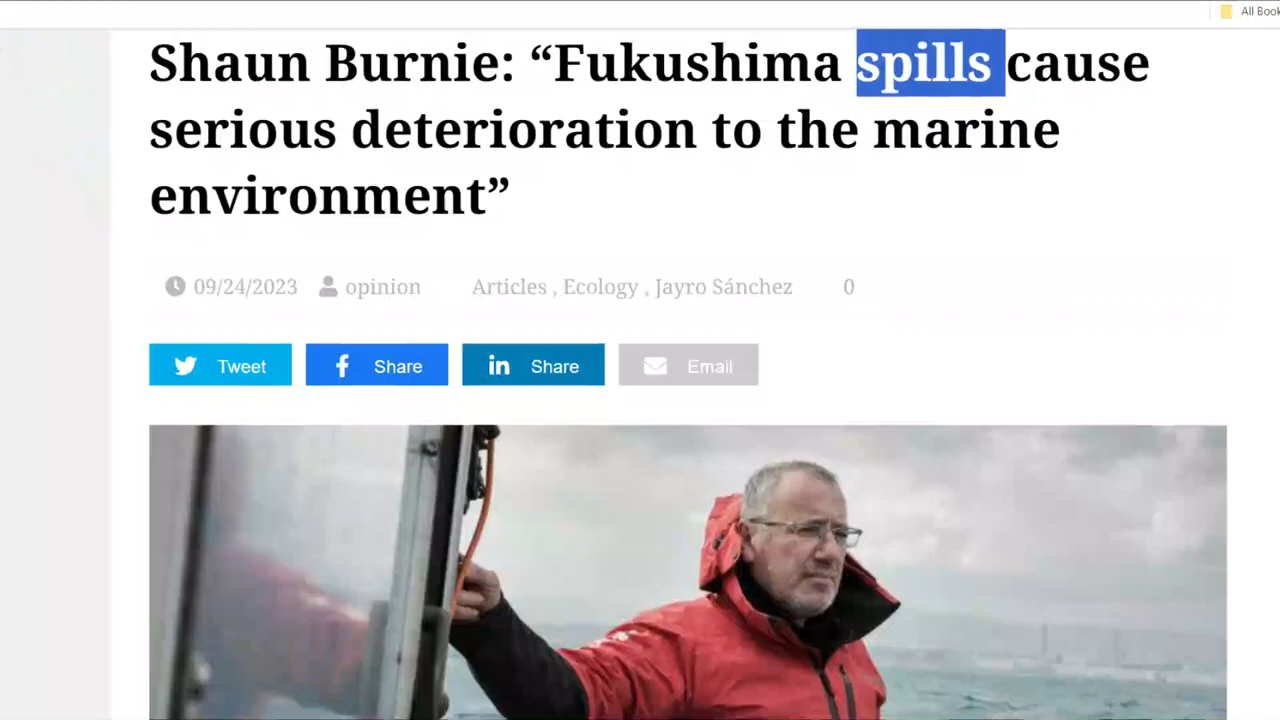 All Book
Shaun Burnie: “Fukushima spills cause
serious deterioration to the marine
environment”
09/24/2023 opinion Articles , Ecology , Jayro Sánchez 0
Tweet Share Share Email